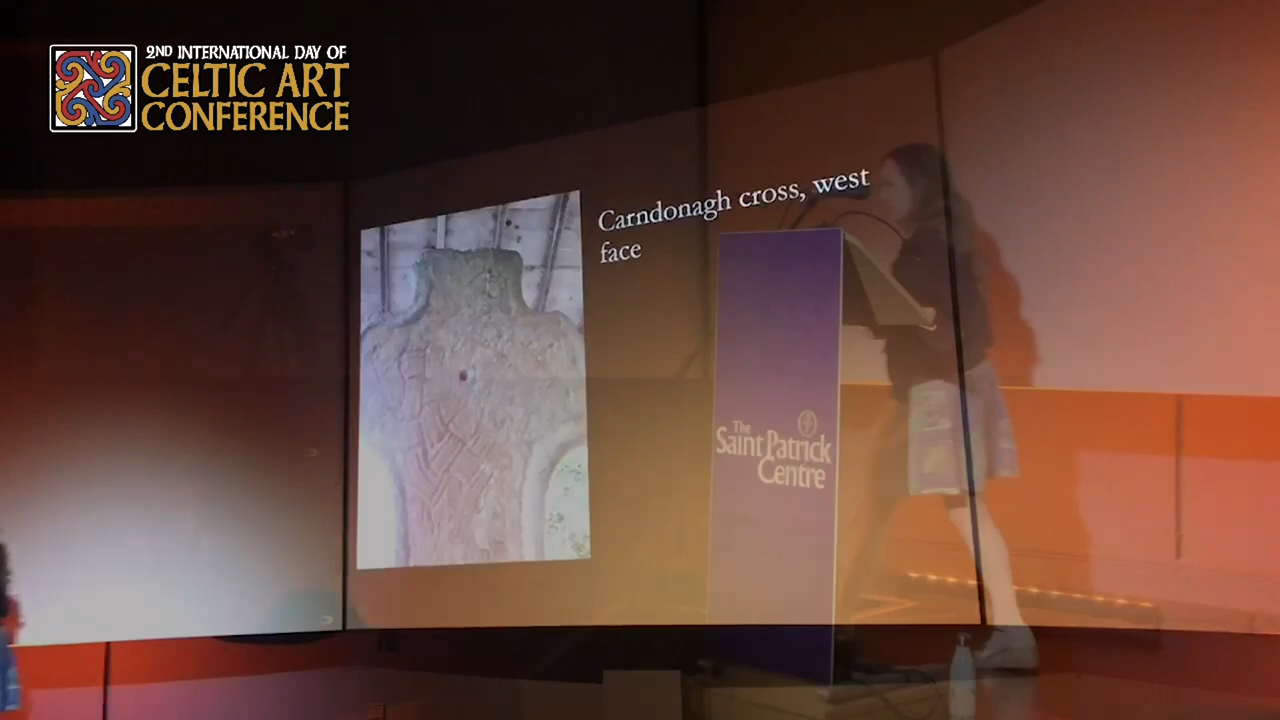 2ND INTERNATIONAL DAY OF
CELTIC ART
CONFERENCE
Carndonagh cross, west
face
The
Saint Patrick
Centre